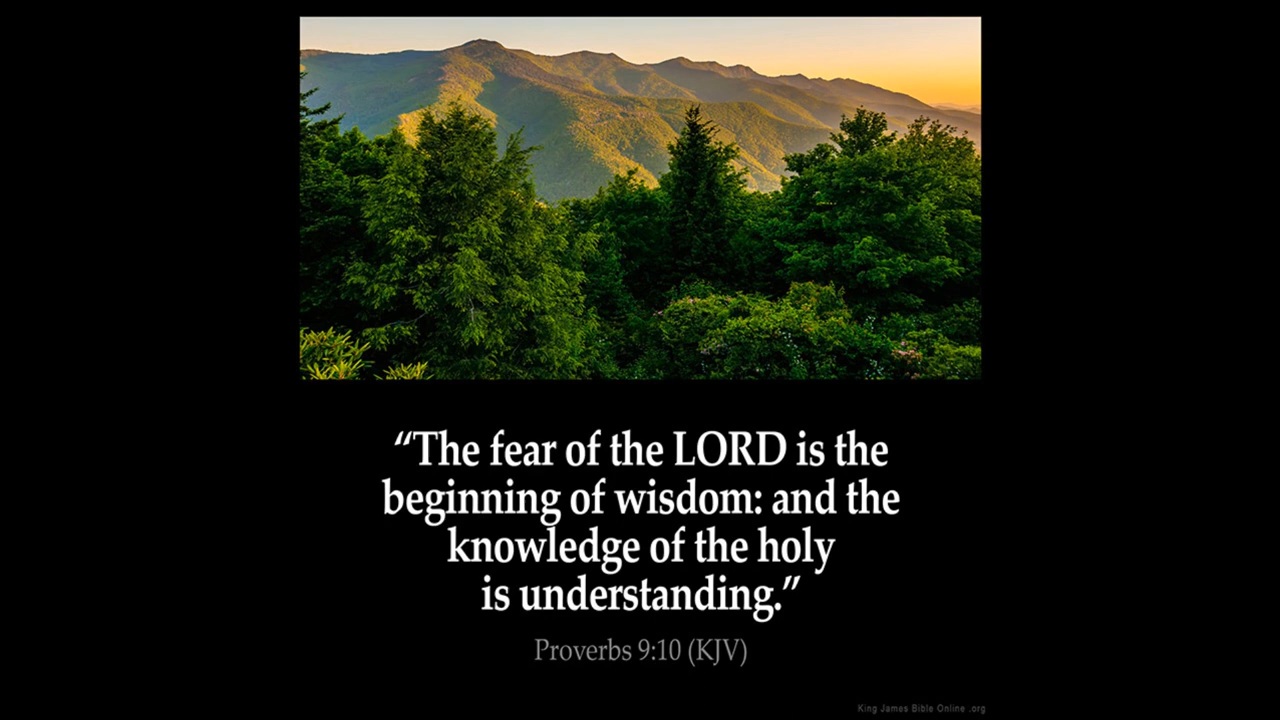 “The fear of the LORD is the
beginning of wisdom: and the
knowledge of the holy
is understanding.”
Proverbs 9:10 (KJV)
King James Bible Online .org